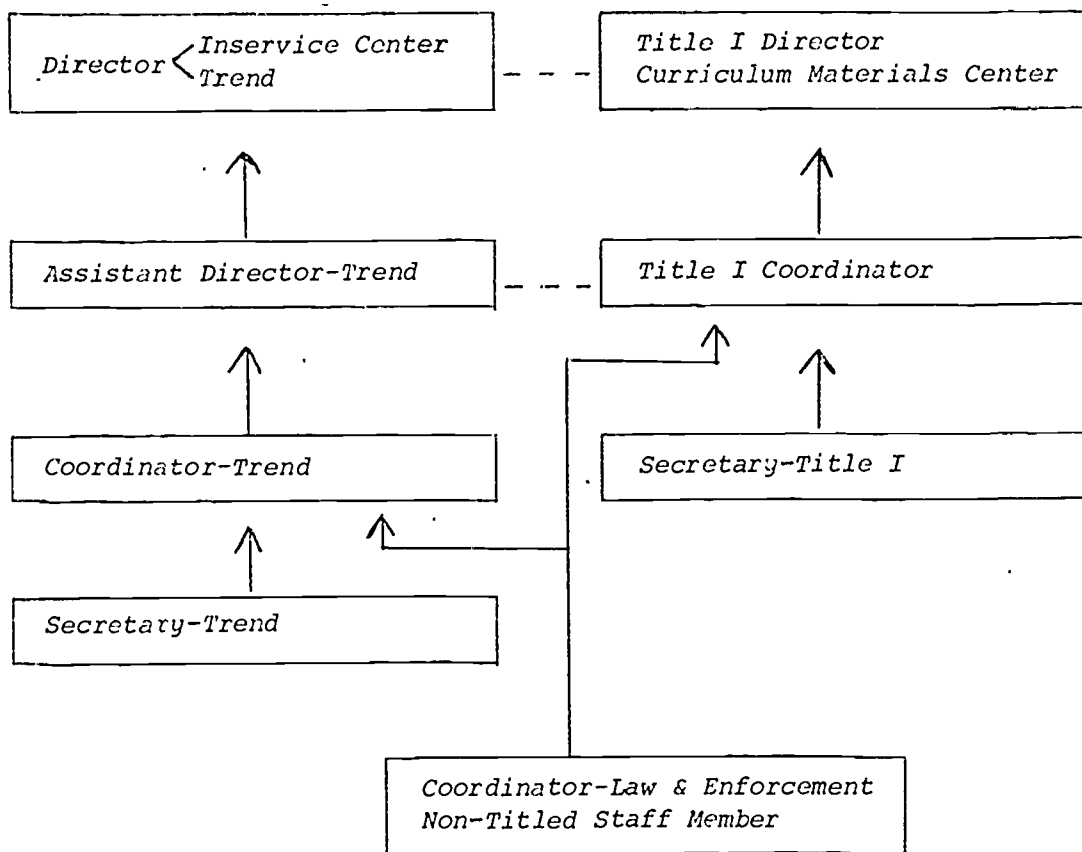 Director
Inservice Center
Trend
Title I Director
Curriculum Materials Center
Assistant Director-Trend
Title I Coordinator
Coordinator-Trend
Secretary-Title I
Secretary-Trend
Coordinator-Law & Enforcement
Non-Titled Staff Member